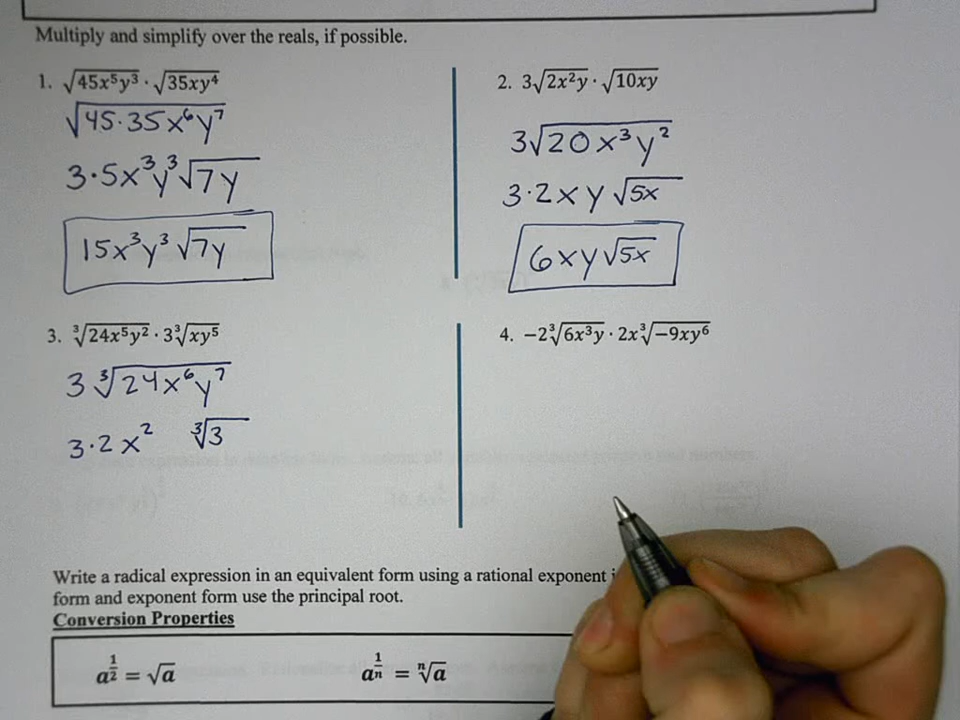 Multiply and simplify over the reals, if possible.
1. √(45x⁵y³) · √(35xy⁴)
√(45·35x⁶y⁷)
3·5x³y³√(7y)
15x³y³√(7y)
2. 3√(2x²y) · √(10xy)
3√(20x³y²)
3·2xy√(5x)
6xy√(5x)
3. ∛(24x⁵y²) · 3∛(xy⁵)
3∛(24x⁶y⁷)
3·2x² ∛3
4. −2∛(6x³y) · 2x∛(−9xy⁶)
Write a radical expression in an equivalent form using a rational exponent
form and exponent form use the principal root.
Conversion Properties
a^(1/2) = √a a^(1/n) = ⁿ√a